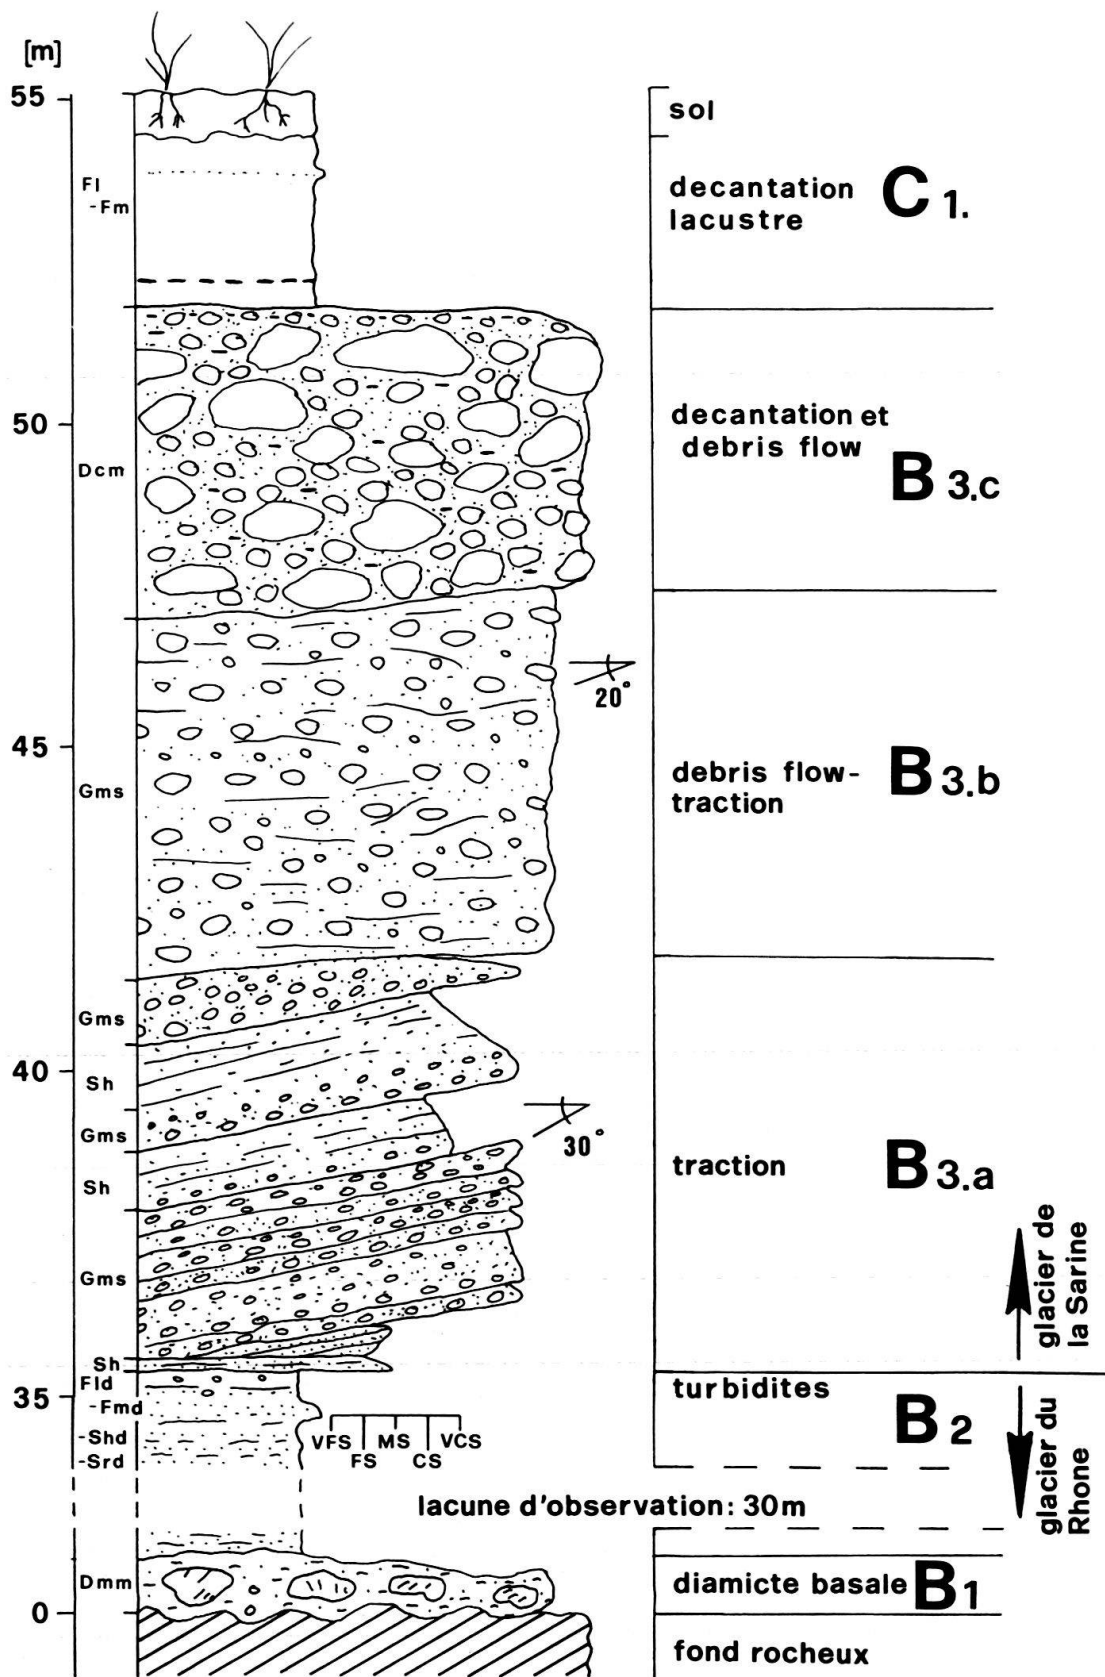 [m]
55
sol
Fl
-Fm
decantation
lacustre
C 1.
50
decantation et
debris flow
B 3.c
Dcm
20°
45
Gms
debris flow-
traction
B 3.b
Gms
40
Sh
Gms
30°
Sh
traction
B 3.a
Gms
glacier de
la Sarine
Sh
Fld
35
-Fmd
turbidites
B 2
-Shd
-Srd
VFS MS VCS
FS CS
glacier du
Rhone
lacune d'observation: 30m
Dmm
diamicte basale B1
0
fond rocheux